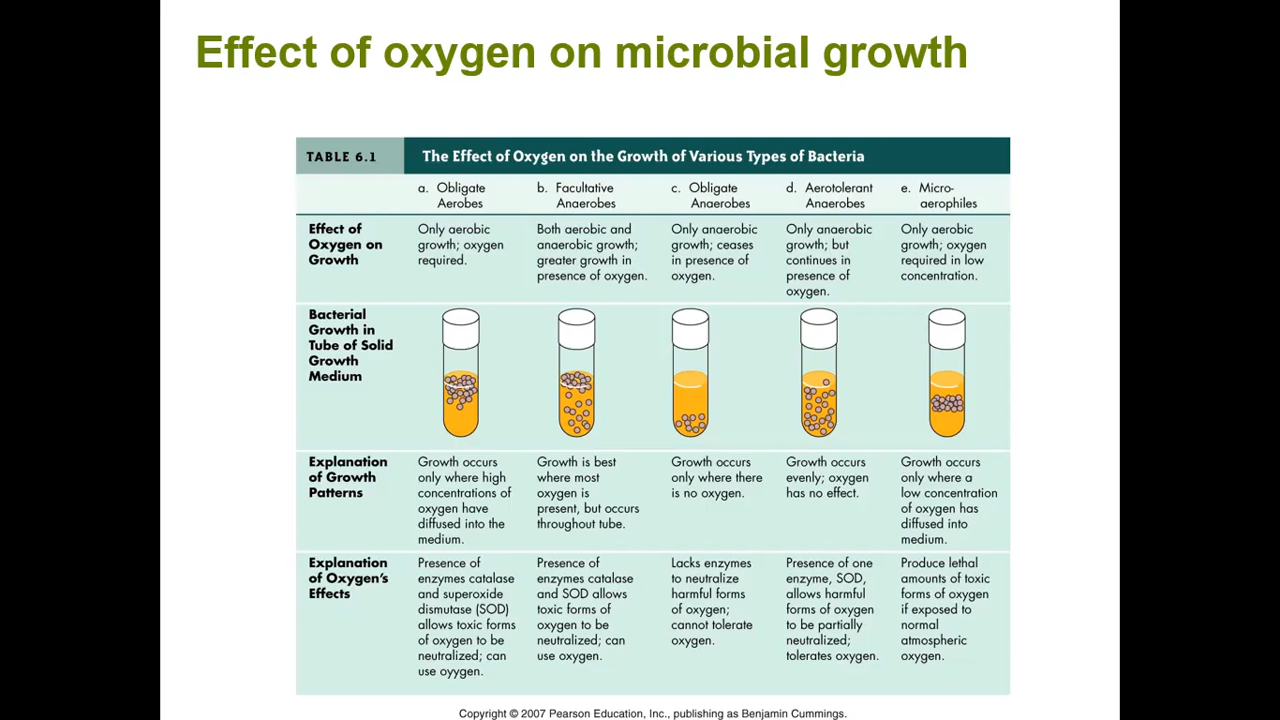 Effect of oxygen on microbial growth
TABLE 6.1
The Effect of Oxygen on the Growth of Various Types of Bacteria
a. Obligate
Aerobes
b. Facultative
Anaerobes
c. Obligate
Anaerobes
d. Aerotolerant
Anaerobes
e. Micro-
aerophiles
Effect of
Oxygen on
Growth
Only aerobic
growth; oxygen
required.
Both aerobic and
anaerobic growth;
greater growth in
presence of oxygen.
Only anaerobic
growth; ceases
in presence of
oxygen.
Only anaerobic
growth; but
continues in
presence of
oxygen.
Only aerobic
growth; oxygen
required in low
concentration.
Bacterial
Growth in
Tube of Solid
Growth
Medium
Explanation
of Growth
Patterns
Growth occurs
only where high
concentrations of
oxygen have
diffused into the
medium.
Growth is best
where most
oxygen is
present, but occurs
throughout tube.
Growth occurs
only where there
is no oxygen.
Growth occurs
evenly; oxygen
has no effect.
Growth occurs
only where a
low concentration
of oxygen has
diffused into
medium.
Explanation
of Oxygen's
Effects
Presence of
enzymes catalase
and superoxide
dismutase (SOD)
allows toxic forms
of oxygen to be
neutralized; can
use oyygen.
Presence of
enzymes catalase
and SOD allows
toxic forms of
oxygen to be
neutralized; can
use oxygen.
Lacks enzymes
to neutralize
harmful forms
of oxygen;
cannot tolerate
oxygen.
Presence of one
enzyme, SOD,
allows harmful
forms of oxygen
to be partially
neutralized;
tolerates oxygen.
Produce lethal
amounts of toxic
forms of oxygen
if exposed to
normal
atmospheric
oxygen.
Copyright © 2007 Pearson Education, Inc., publishing as Benjamin Cummings.